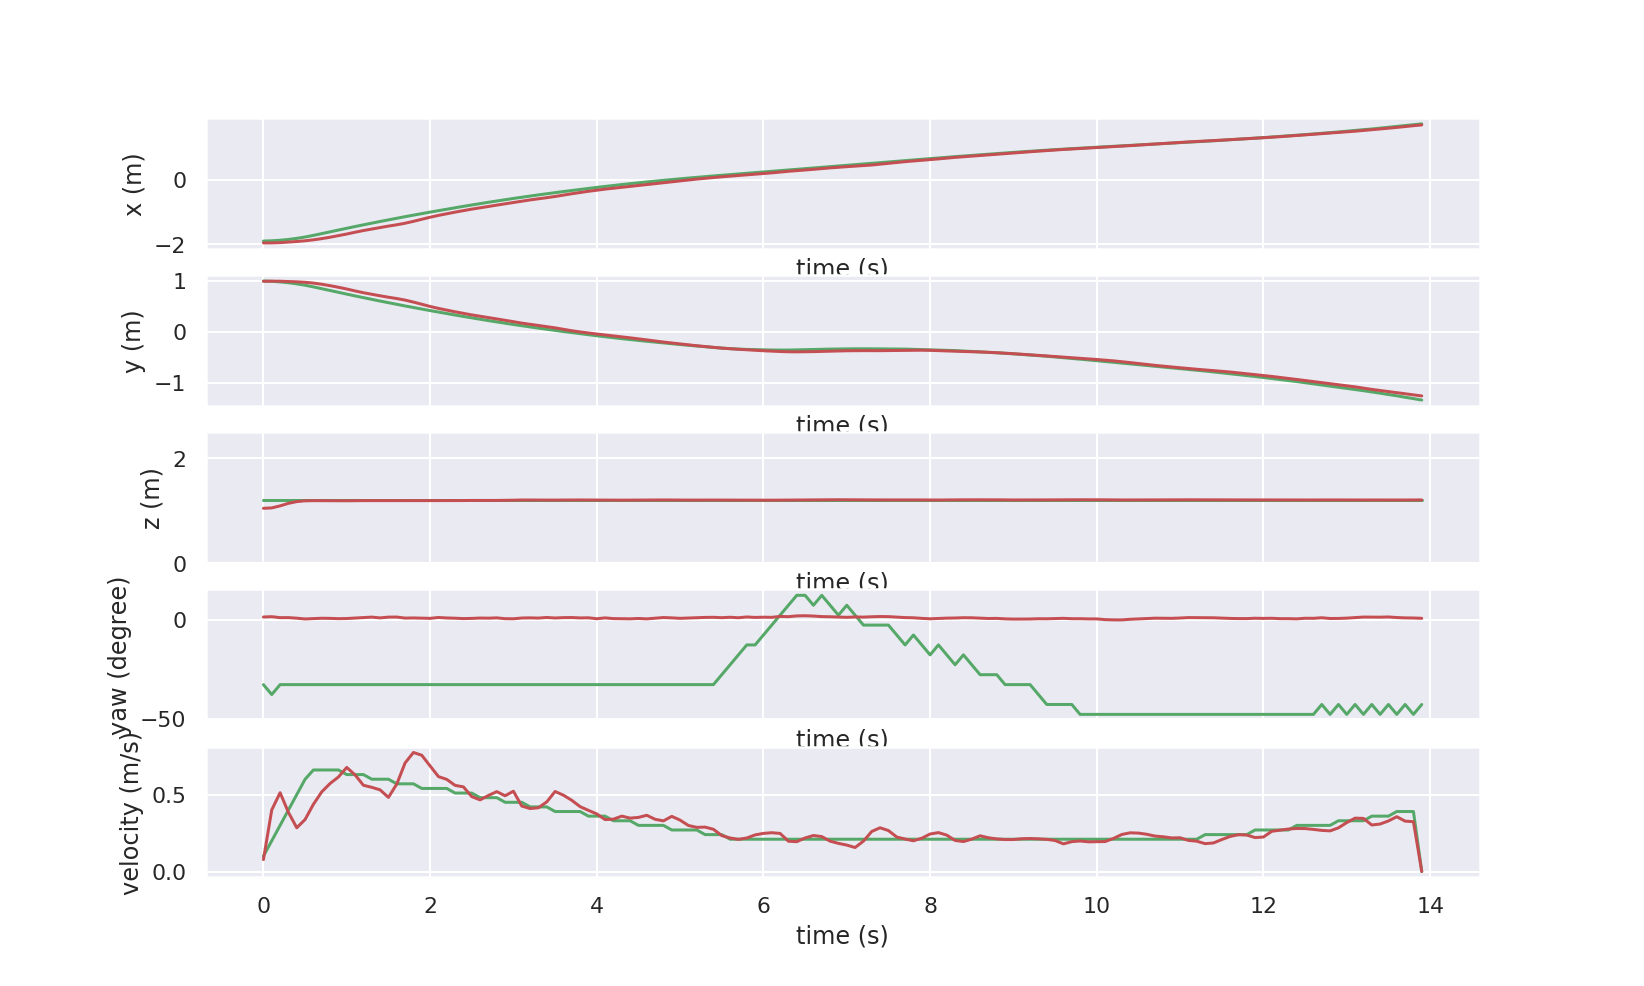 x (m)
0
−2
time (s)
y (m)
1
0
−1
time (s)
z (m)
2
0
time (s)
yaw (degree)
0
−50
time (s)
velocity (m/s)
0.5
0.0
0 2 4 6 8 10 12 14
time (s)